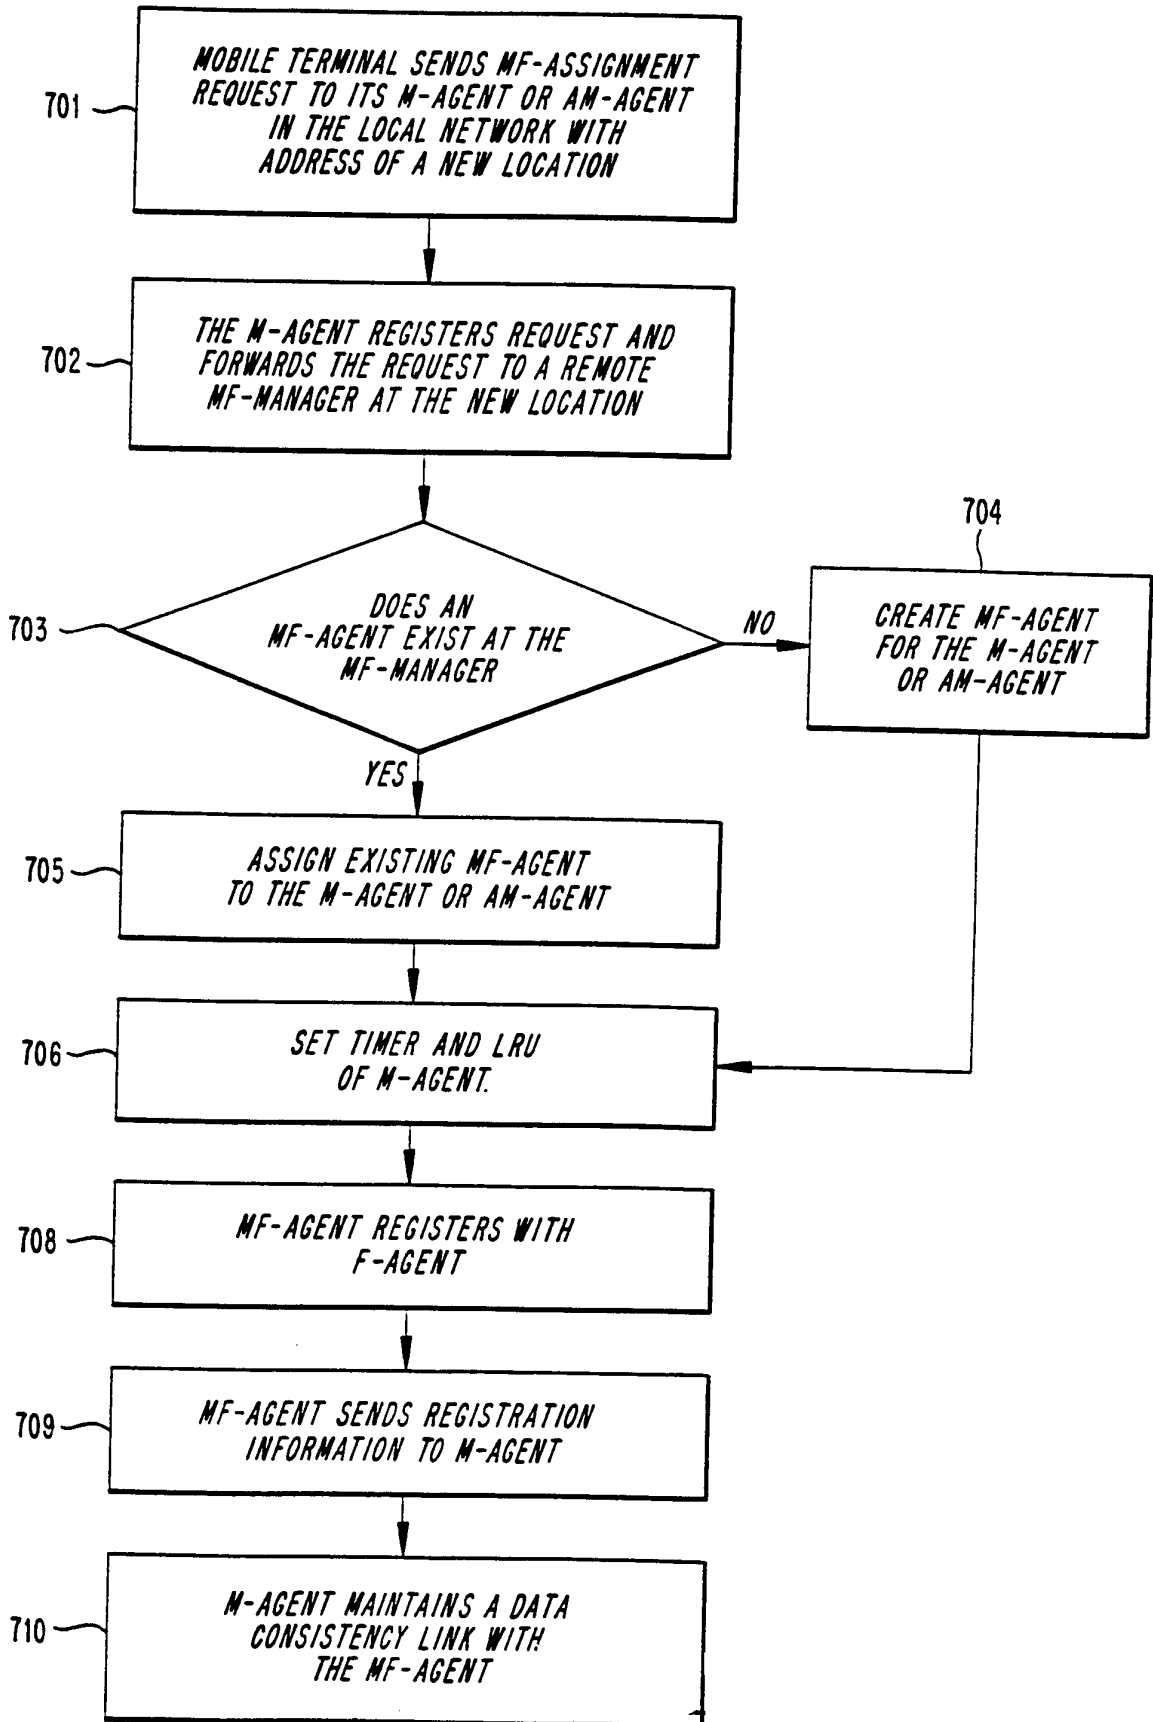 701
MOBILE TERMINAL SENDS MF-ASSIGNMENT
REQUEST TO ITS M-AGENT OR AM-AGENT
IN THE LOCAL NETWORK WITH
ADDRESS OF A NEW LOCATION
702
THE M-AGENT REGISTERS REQUEST AND
FORWARDS THE REQUEST TO A REMOTE
MF-MANAGER AT THE NEW LOCATION
703
DOES AN
MF-AGENT EXIST AT THE
MF-MANAGER
NO
YES
704
CREATE MF-AGENT
FOR THE M-AGENT
OR AM-AGENT
705
ASSIGN EXISTING MF-AGENT
TO THE M-AGENT OR AM-AGENT
706
SET TIMER AND LRU
OF M-AGENT.
708
MF-AGENT REGISTERS WITH
F-AGENT
709
MF-AGENT SENDS REGISTRATION
INFORMATION TO M-AGENT
710
M-AGENT MAINTAINS A DATA
CONSISTENCY LINK WITH
THE MF-AGENT